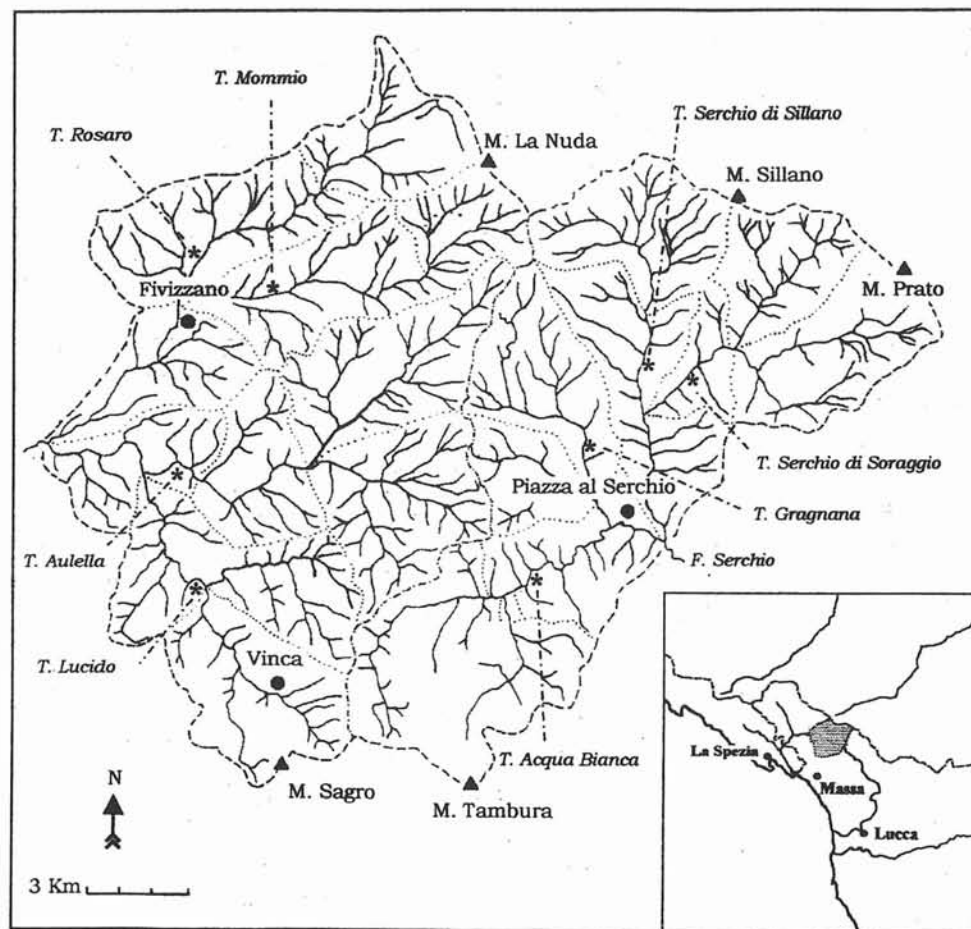 T. Mommio
T. Serchio di Sillano
T. Rosaro
M. La Nuda
M. Sillano
Fivizzano
M. Prato
T. Serchio di Soraggio
Piazza al Serchio
T. Gragnana
T. Aulella
F. Serchio
T. Lucido
Vinca
T. Acqua Bianca
M. Sagro
M. Tambura
N
3 Km
La Spezia
Massa
Lucca